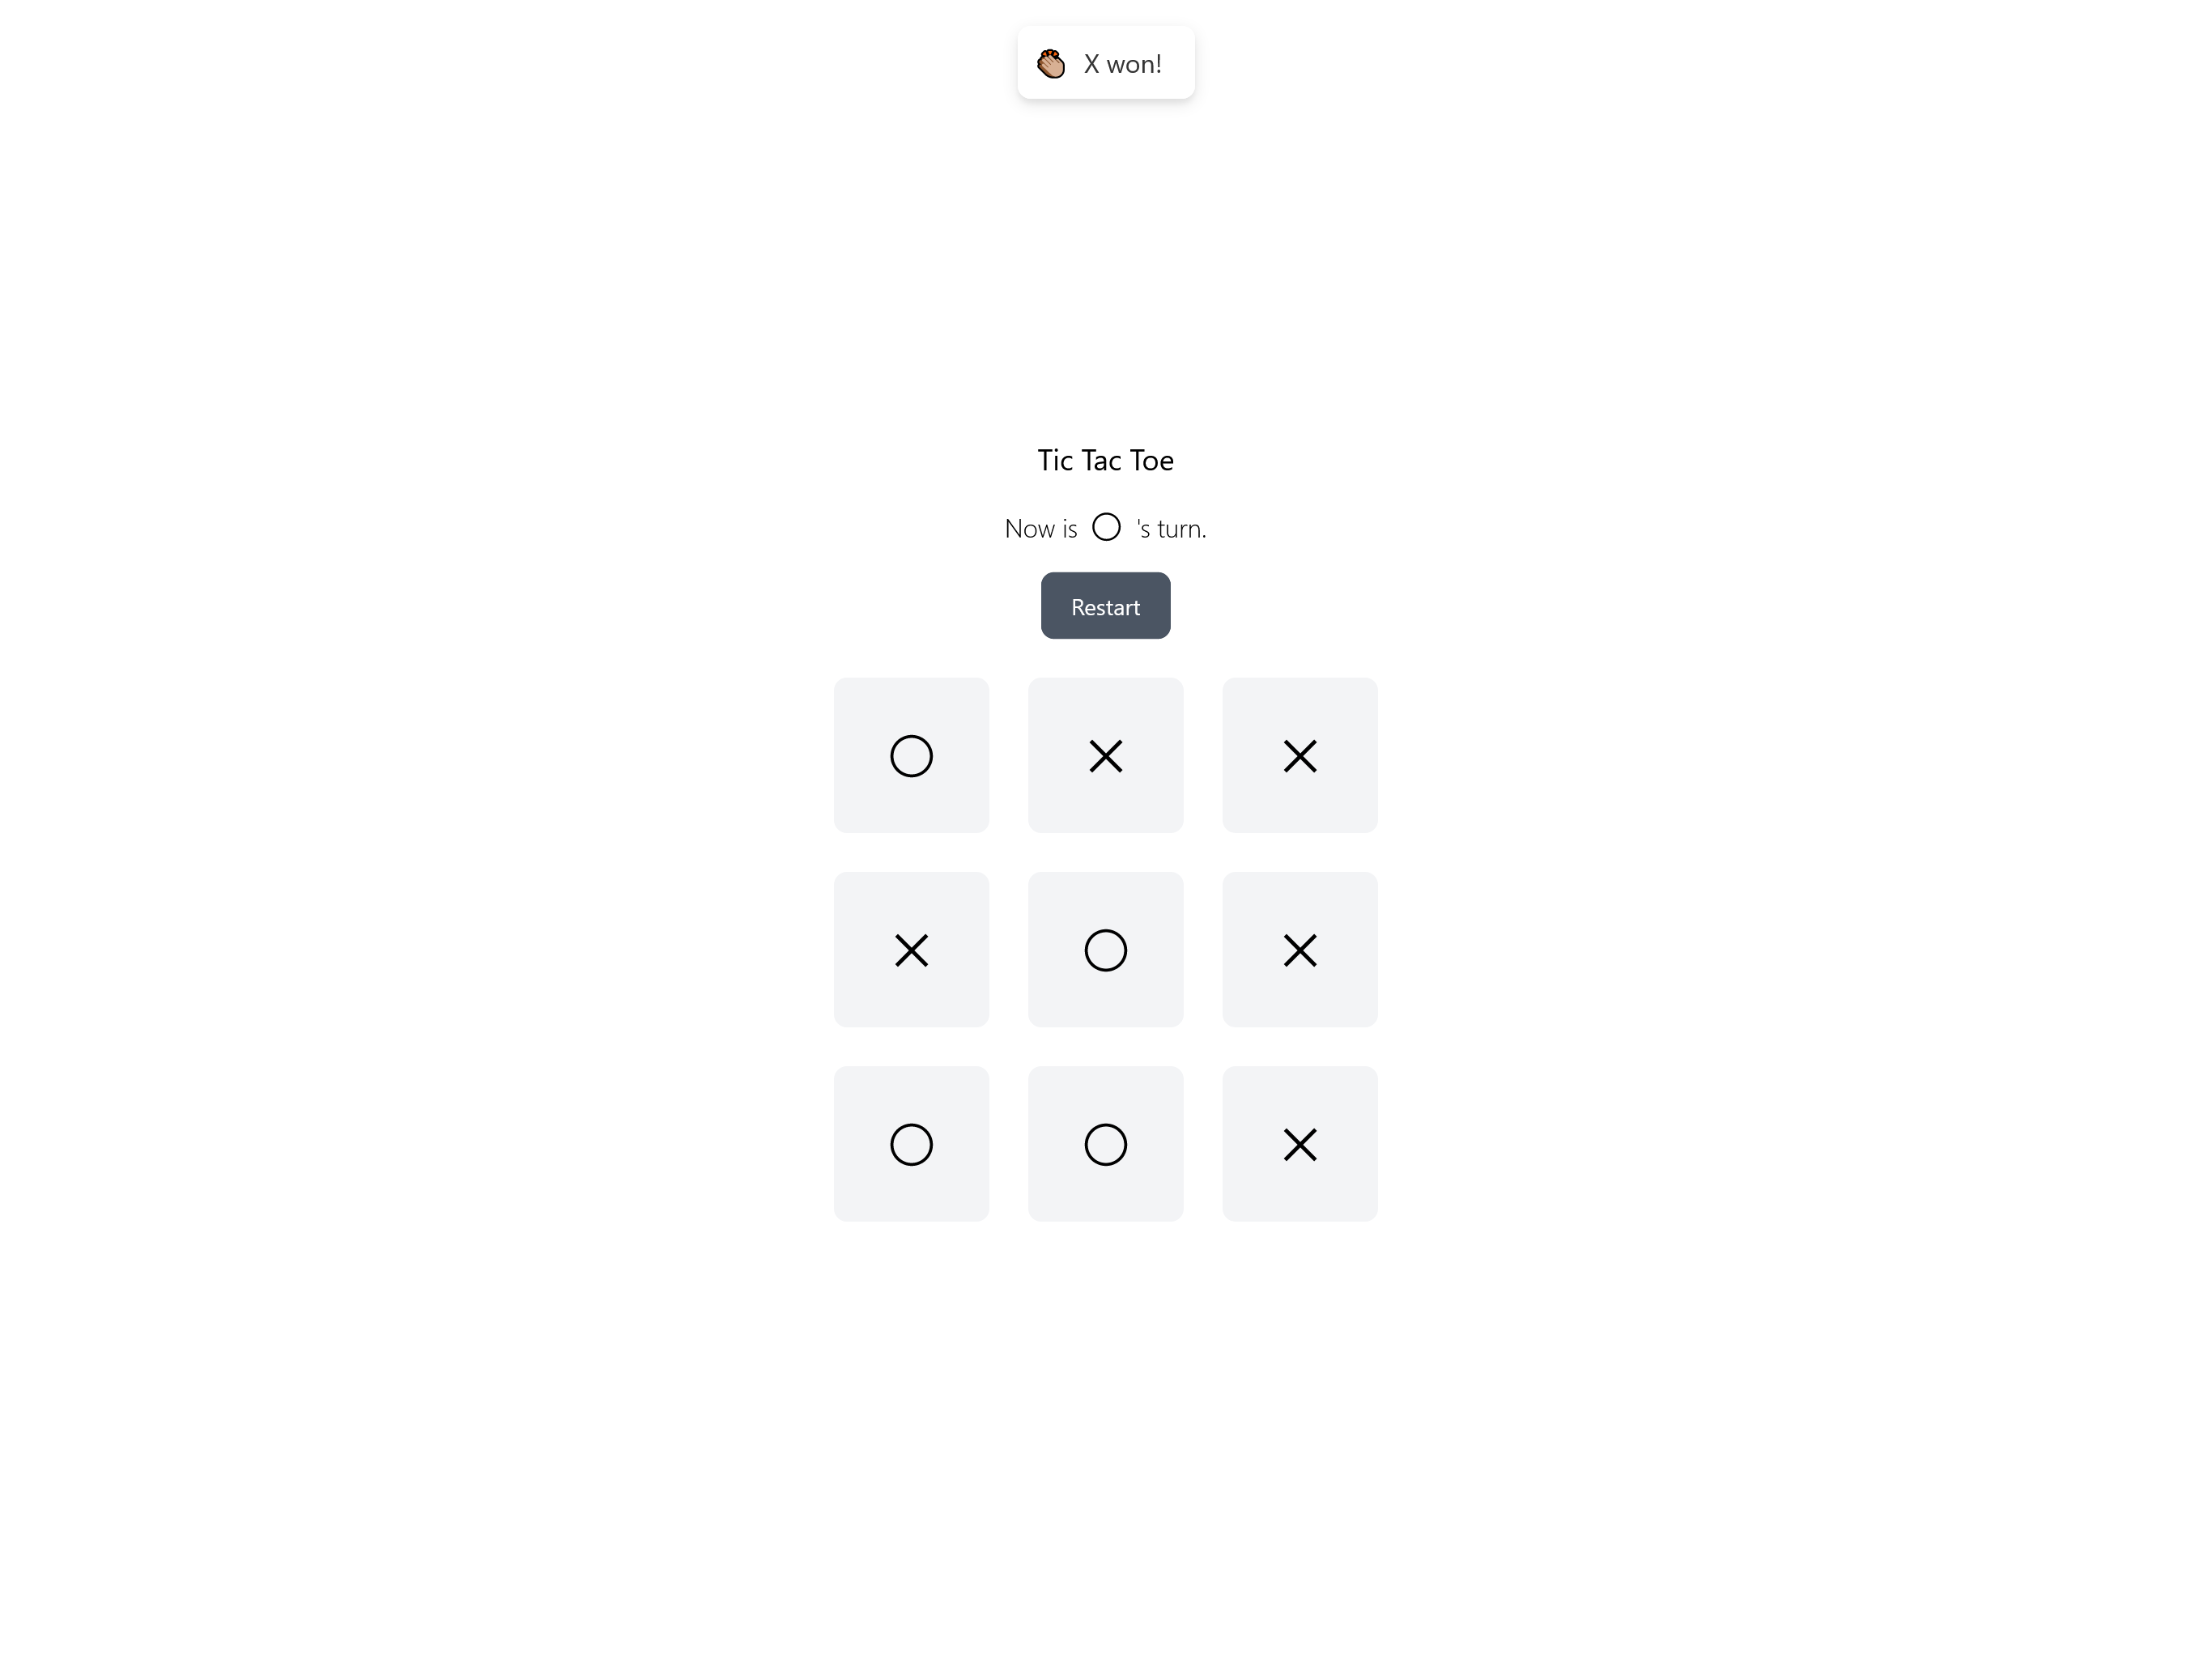 X won!
Tic Tac Toe
Now is ○ 's turn.
Restart
○ × ×
× ○ ×
○ ○ ×